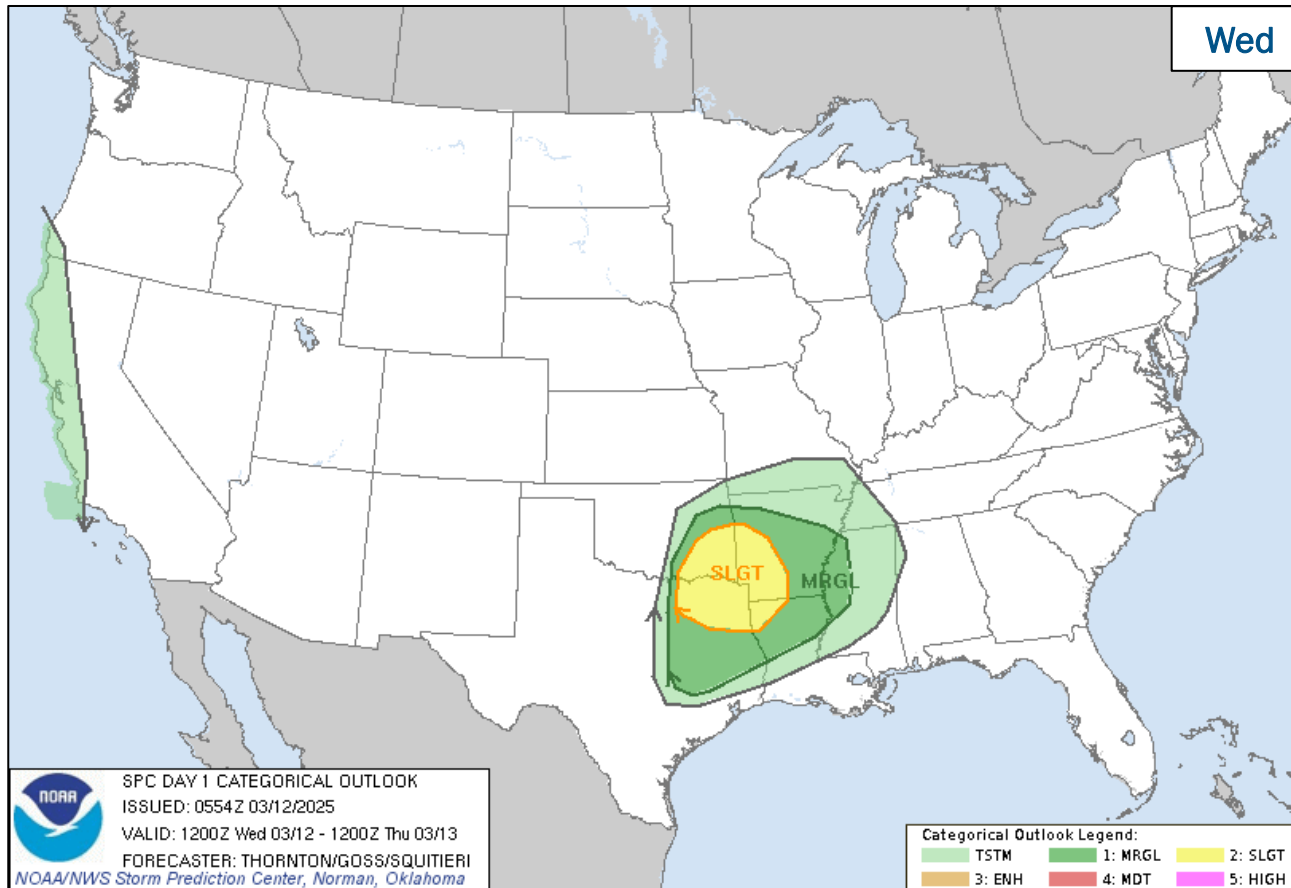 Wed
SLGT
MRGL
NOAA
SPC DAY 1 CATEGORICAL OUTLOOK
ISSUED: 0554Z 03/12/2025
VALID: 1200Z Wed 03/12 - 1200Z Thu 03/13
FORECASTER: THORNTON/GOSS/SQUITIERI
NOAA/NWS Storm Prediction Center, Norman, Oklahoma
Categorical Outlook Legend:
TSTM 1: MRGL 2: SLGT
3: ENH 4: MDT 5: HIGH